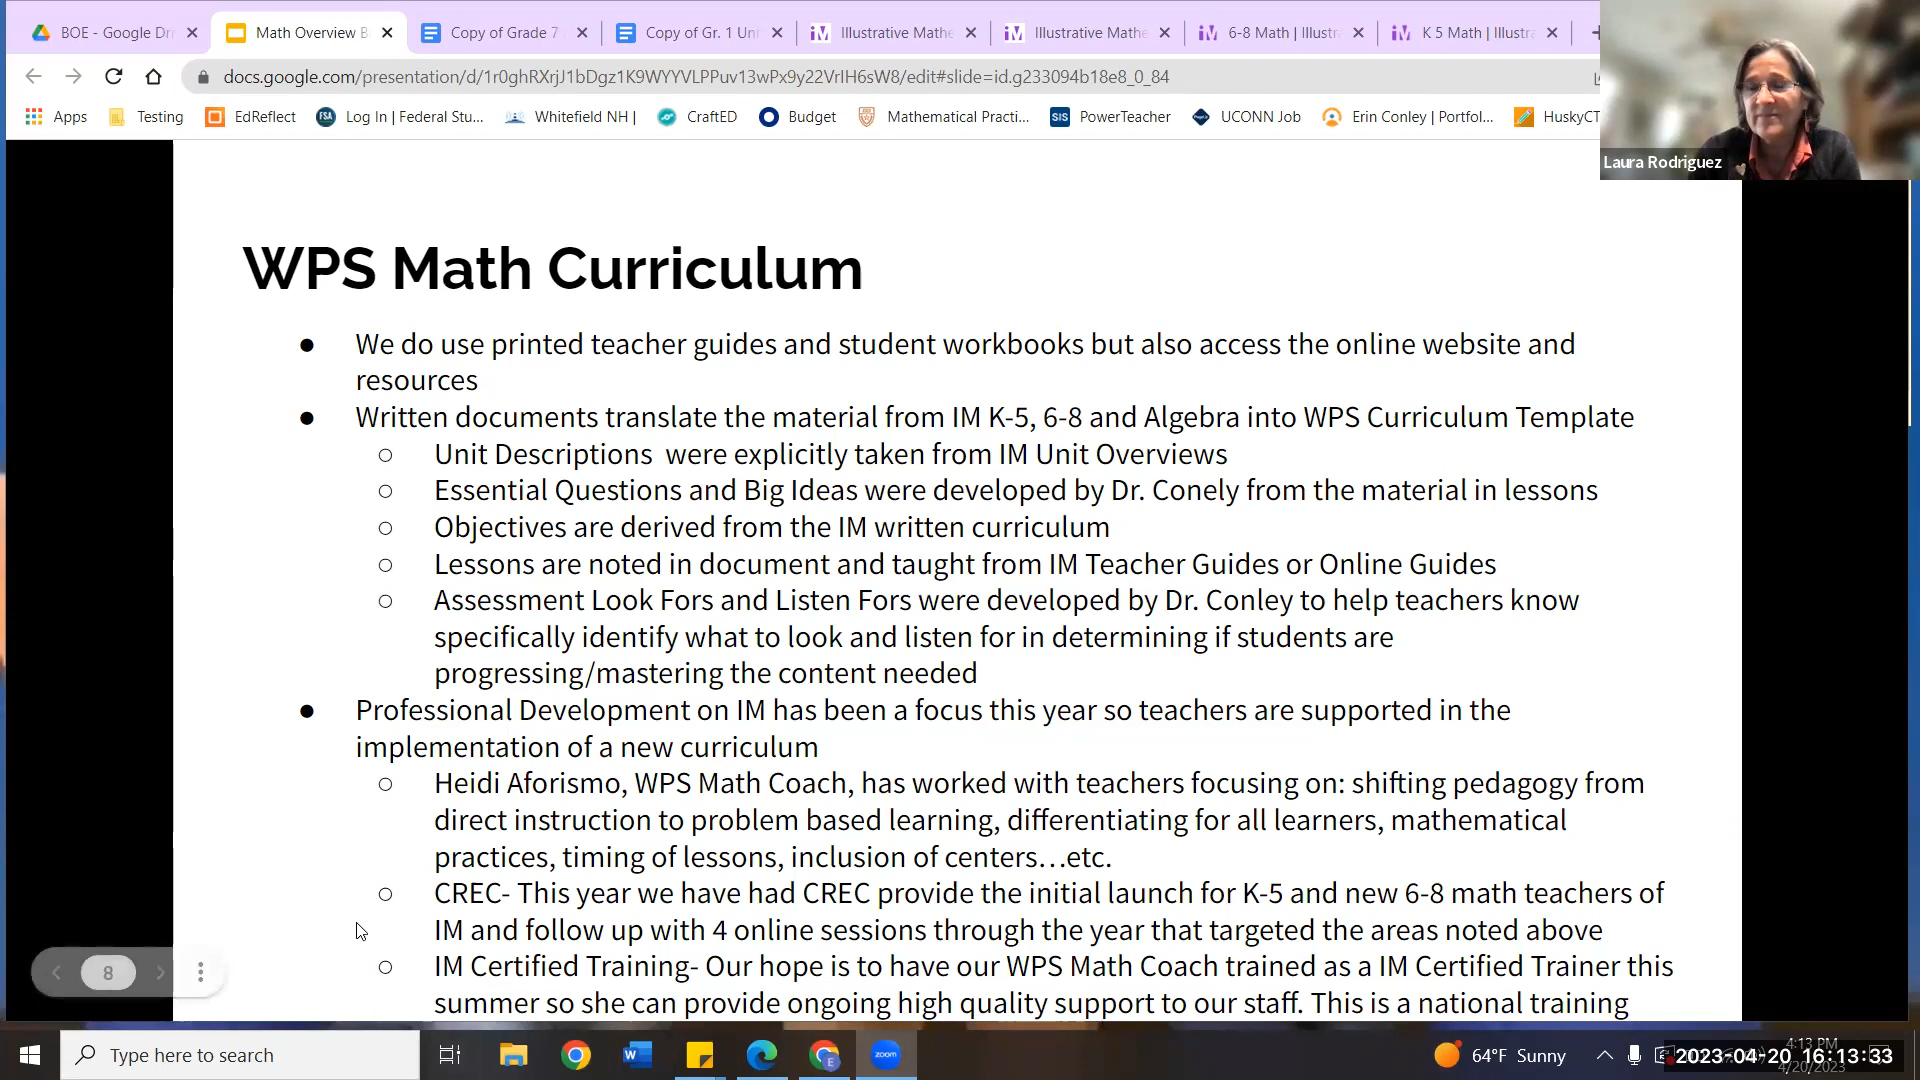 BOE - Google Dri
Math Overview B
Copy of Grade 7
Copy of Gr. 1 Uni
Illustrative Mathe
Illustrative Mathe
6-8 Math | Illustra
K 5 Math | Illustra
docs.google.com/presentation/d/1r0ghRXrjJ1bDgz1K9WYYVLPPuv13wPx9y22VrIH6sW8/edit#slide=id.g233094b18e8_0_84
Apps
Testing
EdReflect
Log In | Federal Stu...
Whitefield NH |
CraftED
Budget
Mathematical Practi...
PowerTeacher
UCONN Job
Erin Conley | Portfol...
HuskyCT
Laura Rodriguez
WPS Math Curriculum
● We do use printed teacher guides and student workbooks but also access the online website and
resources
● Written documents translate the material from IM K-5, 6-8 and Algebra into WPS Curriculum Template
○ Unit Descriptions were explicitly taken from IM Unit Overviews
○ Essential Questions and Big Ideas were developed by Dr. Conely from the material in lessons
○ Objectives are derived from the IM written curriculum
○ Lessons are noted in document and taught from IM Teacher Guides or Online Guides
○ Assessment Look Fors and Listen Fors were developed by Dr. Conley to help teachers know
specifically identify what to look and listen for in determining if students are
progressing/mastering the content needed
● Professional Development on IM has been a focus this year so teachers are supported in the
implementation of a new curriculum
○ Heidi Aforismo, WPS Math Coach, has worked with teachers focusing on: shifting pedagogy from
direct instruction to problem based learning, differentiating for all learners, mathematical
practices, timing of lessons, inclusion of centers…etc.
○ CREC- This year we have had CREC provide the initial launch for K-5 and new 6-8 math teachers of
IM and follow up with 4 online sessions through the year that targeted the areas noted above
○ IM Certified Training- Our hope is to have our WPS Math Coach trained as a IM Certified Trainer this
summer so she can provide ongoing high quality support to our staff. This is a national training
8
Type here to search
zoom
64°F Sunny
4:13 PM
2023-04-20 16:13:33
4/20/2023